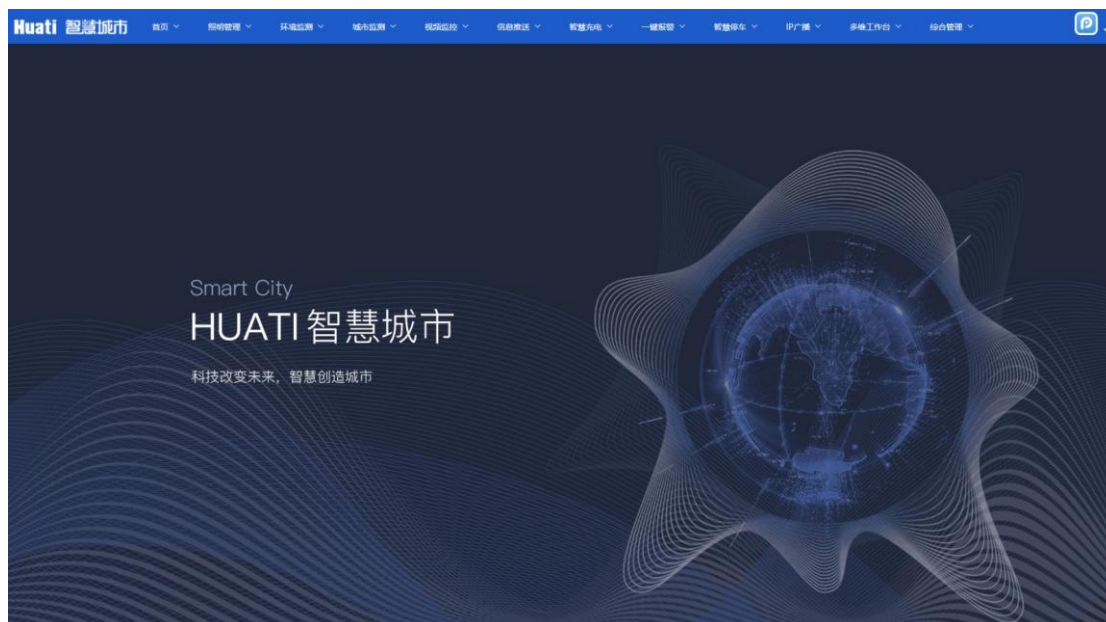 Huati 智慧城市 首页 照明管理 环境监测 城市监测 视频监控 信息推送 智慧充电 一键报警 智慧停车 IP广播 多维工作台 综合管理
Smart City
HUATI 智慧城市
科技改变未来，智慧创造城市